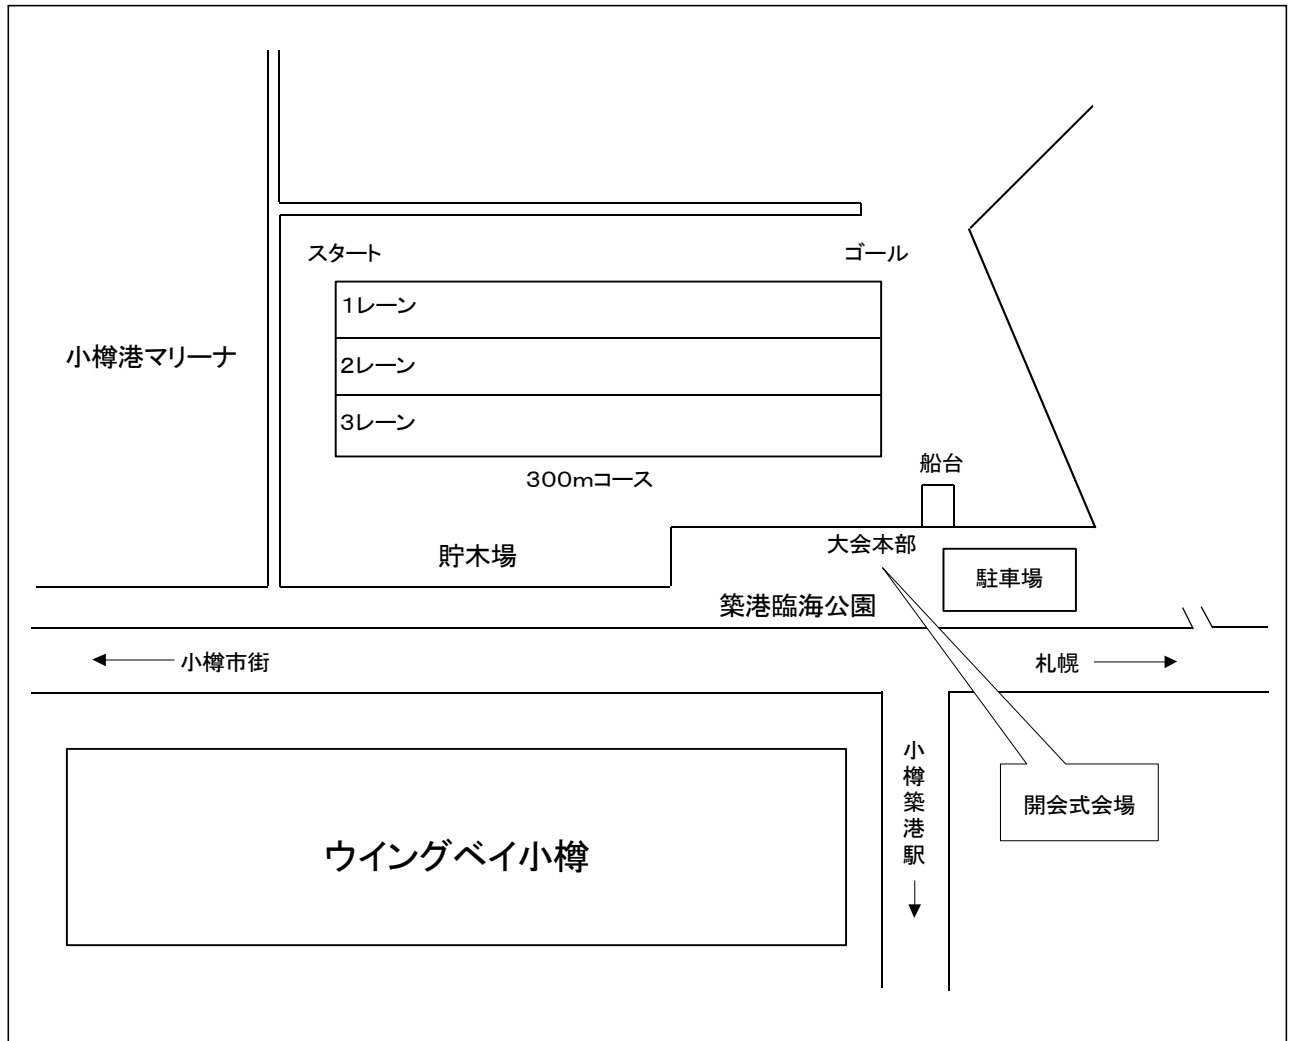 スタート
ゴール
1レーン
小樽港マリーナ
2レーン
3レーン
船台
300mコース
大会本部
貯木場
駐車場
築港臨海公園
小樽市街
札幌
小樽築港駅
開会式会場
ウイングベイ小樽